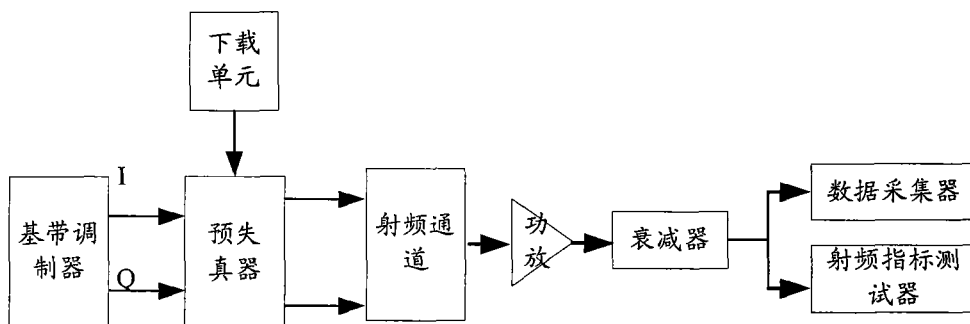 下载
单元
I
Q
基带调
制器
预失
真器
射频通
道
功
放
衰减器
数据采集器
射频指标测
试器